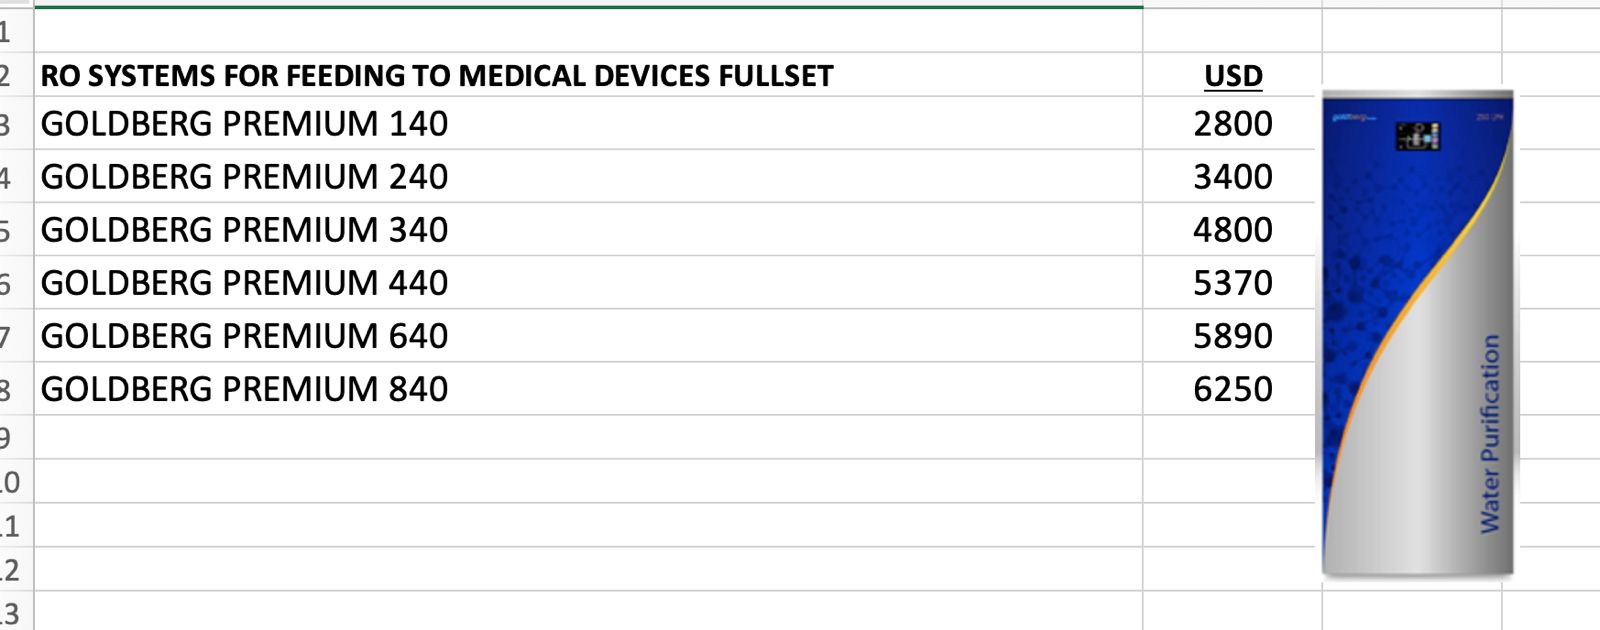 1
2 RO SYSTEMS FOR FEEDING TO MEDICAL DEVICES FULLSET USD
3 GOLDBERG PREMIUM 140 2800
4 GOLDBERG PREMIUM 240 3400
5 GOLDBERG PREMIUM 340 4800
6 GOLDBERG PREMIUM 440 5370
7 GOLDBERG PREMIUM 640 5890
8 GOLDBERG PREMIUM 840 6250
9
10
11
12
13
goldberg
Water Purification